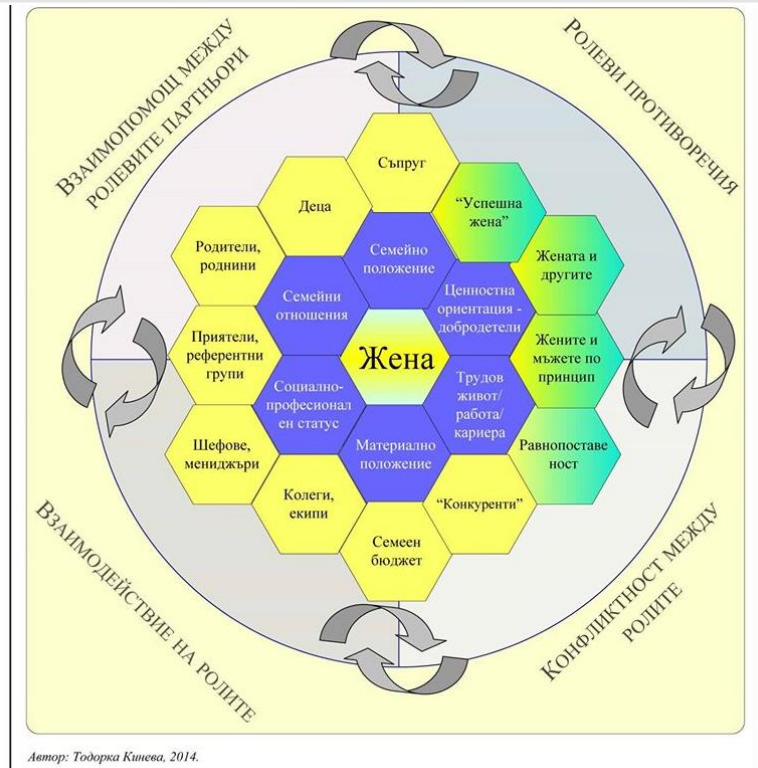 ВЗАИМОПОМОЩ МЕЖДУ
РОЛЕВИТЕ ПАРТНЬОРИ
РОЛЕВИ ПРОТИВОРЕЧИЯ
Съпруг
Деца
“Успешна
жена”
Родители,
роднини
Семейно
положение
Жената и
другите
Семейни
отношения
Ценностна
ориентация -
добродетели
Приятели,
референтни
групи
Жена
Жените и
мъжете по
принцип
Социално-
професионал
ен статус
Трудов
живот/
работа/
кариера
Шефове,
мениджъри
Материално
положение
Равнопоставе
ност
Колеги,
екипи
“Конкуренти”
Семеен
бюджет
ВЗАИМОДЕЙСТВИЕ НА РОЛИТЕ
КОНФЛИКТНОСТ МЕЖДУ
РОЛИТЕ
Автор: Тодорка Кинева, 2014.